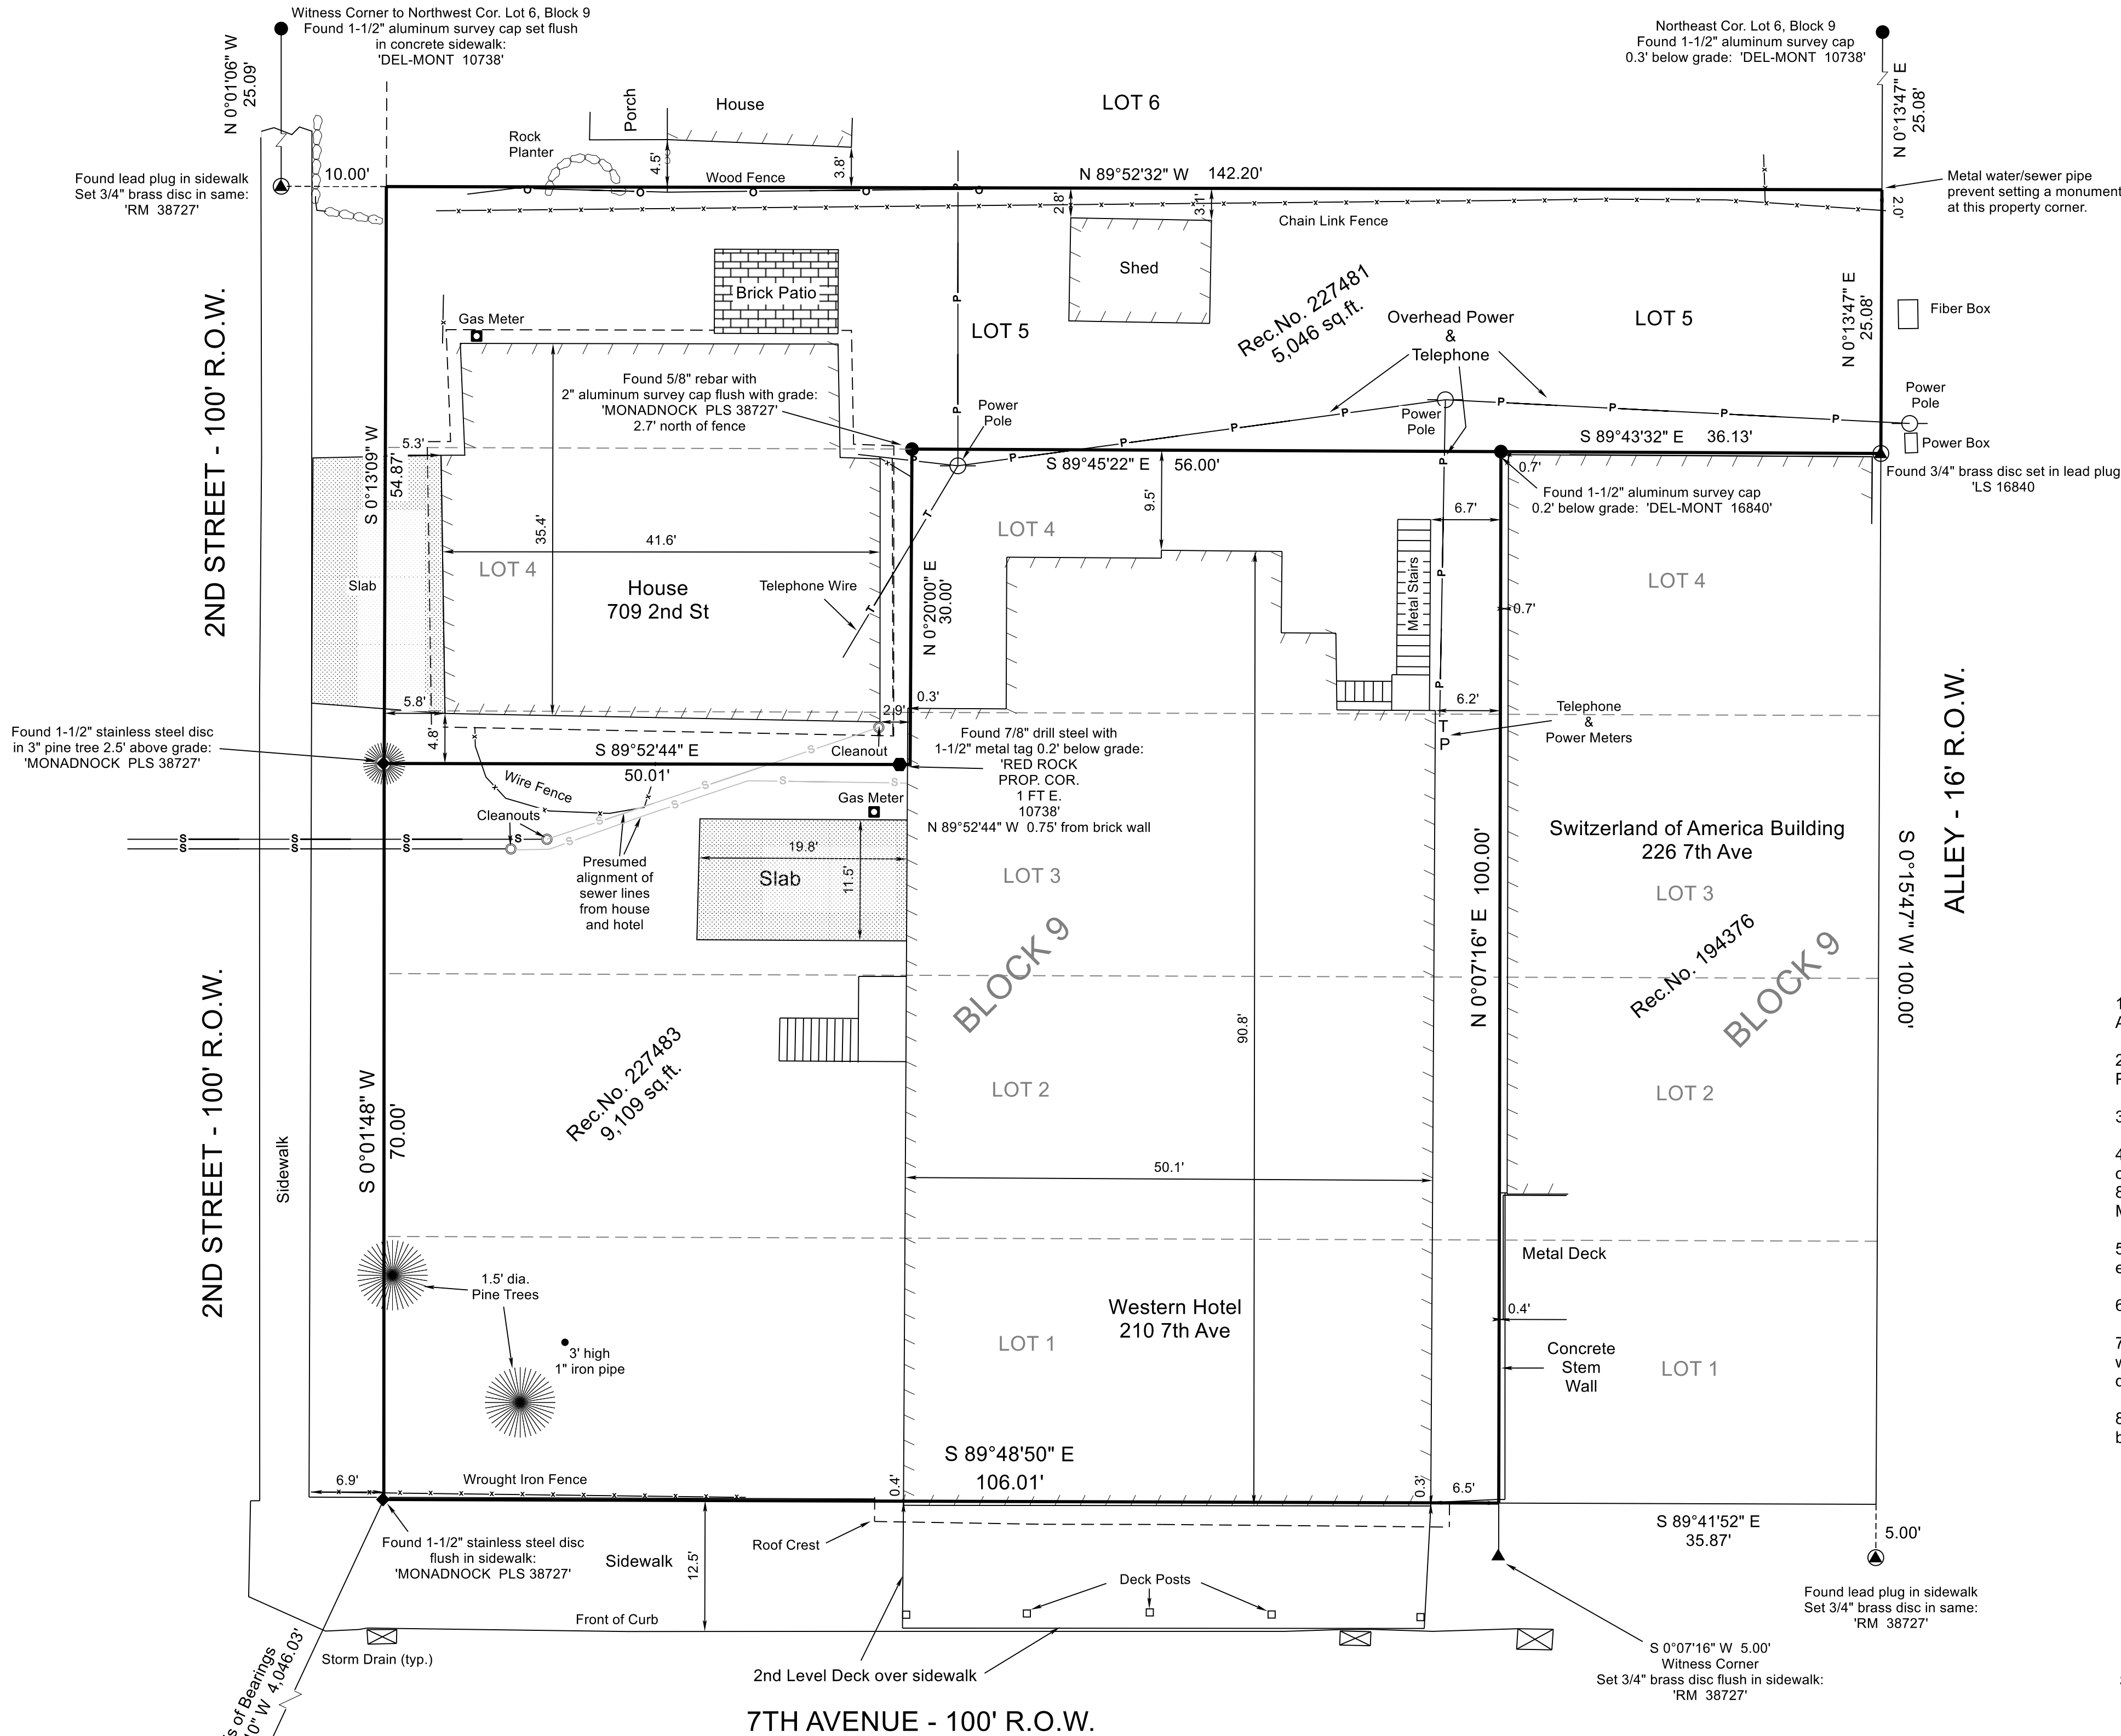 Witness Corner to Northwest Cor. Lot 6, Block 9
Found 1-1/2" aluminum survey cap set flush
in concrete sidewalk:
'DEL-MONT 10738'
N 0°01'06" W
25.09'
Northeast Cor. Lot 6, Block 9
Found 1-1/2" aluminum survey cap
0.3' below grade: 'DEL-MONT 10738'
N 0°13'47" E
25.08'
Porch
House
LOT 6
Rock
Planter
4.5'
3.8'
Found lead plug in sidewalk
Set 3/4" brass disc in same:
'RM 38727'
10.00'
Wood Fence
N 89°52'32" W 142.20'
Metal water/sewer pipe
prevent setting a monument
at this property corner.
2.8'
3.1'
2.0'
Chain Link Fence
Shed
Brick Patio
Gas Meter
LOT 5
Rec.No. 227481
5,046 sq.ft.
Overhead Power
&
Telephone
LOT 5
N 0°13'47" E
25.08'
Fiber Box
2ND STREET - 100' R.O.W.
Found 5/8" rebar with
2" aluminum survey cap flush with grade:
'MONADNOCK PLS 38727'
2.7' north of fence
Power
Pole
Power
Pole
Power
Pole
Power Box
S 0°13'09" W
54.87'
5.3'
S 89°45'22" E 56.00'
S 89°43'32" E 36.13'
0.7'
Found 3/4" brass disc set in lead plug
'LS 16840
Found 1-1/2" aluminum survey cap
0.2' below grade: 'DEL-MONT 16840'
35.4'
41.6'
9.5'
6.7'
LOT 4
LOT 4
LOT 4
Slab
House
709 2nd St
Telephone Wire
T
T
N 0°20'00" E
30.00'
Metal Stairs
0.7'
5.8'
4.8'
2.9'
0.3'
6.2'
T
P
Telephone
&
Power Meters
Found 1-1/2" stainless steel disc
in 3" pine tree 2.5' above grade:
'MONADNOCK PLS 38727'
S 89°52'44" E
50.01'
Cleanout
Found 7/8" drill steel with
1-1/2" metal tag 0.2' below grade:
'RED ROCK
PROP. COR.
1 FT E.
10738'
N 89°52'44" W 0.75' from brick wall
Wire Fence
Cleanouts
Gas Meter
Presumed
alignment of
sewer lines
from house
and hotel
19.8'
11.5'
Slab
LOT 3
BLOCK 9
N 0°07'16" E 100.00'
Switzerland of America Building
226 7th Ave
LOT 3
Rec.No. 194376
BLOCK 9
S 0°15'47" W 100.00'
ALLEY - 16' R.O.W.
2ND STREET - 100' R.O.W.
Sidewalk
S 0°01'48" W
70.00'
Rec.No. 227483
9,109 sq.ft.
LOT 2
90.8'
LOT 2
50.1'
1.5' dia.
Pine Trees
3' high
1" iron pipe
Western Hotel
210 7th Ave
LOT 1
Metal Deck
0.4'
Concrete
Stem
Wall
LOT 1
6.9'
Wrought Iron Fence
0.4'
S 89°48'50" E
106.01'
0.3'
6.5'
S 89°41'52" E
35.87'
5.00'
Found 1-1/2" stainless steel disc
flush in sidewalk:
'MONADNOCK PLS 38727'
Sidewalk
12.5'
Roof Crest
Deck Posts
Found lead plug in sidewalk
Set 3/4" brass disc in same:
'RM 38727'
Front of Curb
Storm Drain (typ.)
2nd Level Deck over sidewalk
S 0°07'16" W 5.00'
Witness Corner
Set 3/4" brass disc flush in sidewalk:
'RM 38727'
of Bearings
W 4,046.03'
7TH AVENUE - 100' R.O.W.